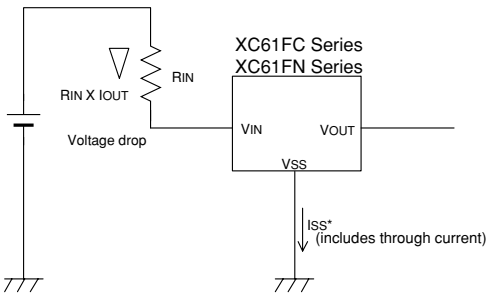 XC61FC Series
XC61FN Series
RIN
RIN X IOUT
Voltage drop
VIN
VOUT
VSS
ISS*
(includes through current)